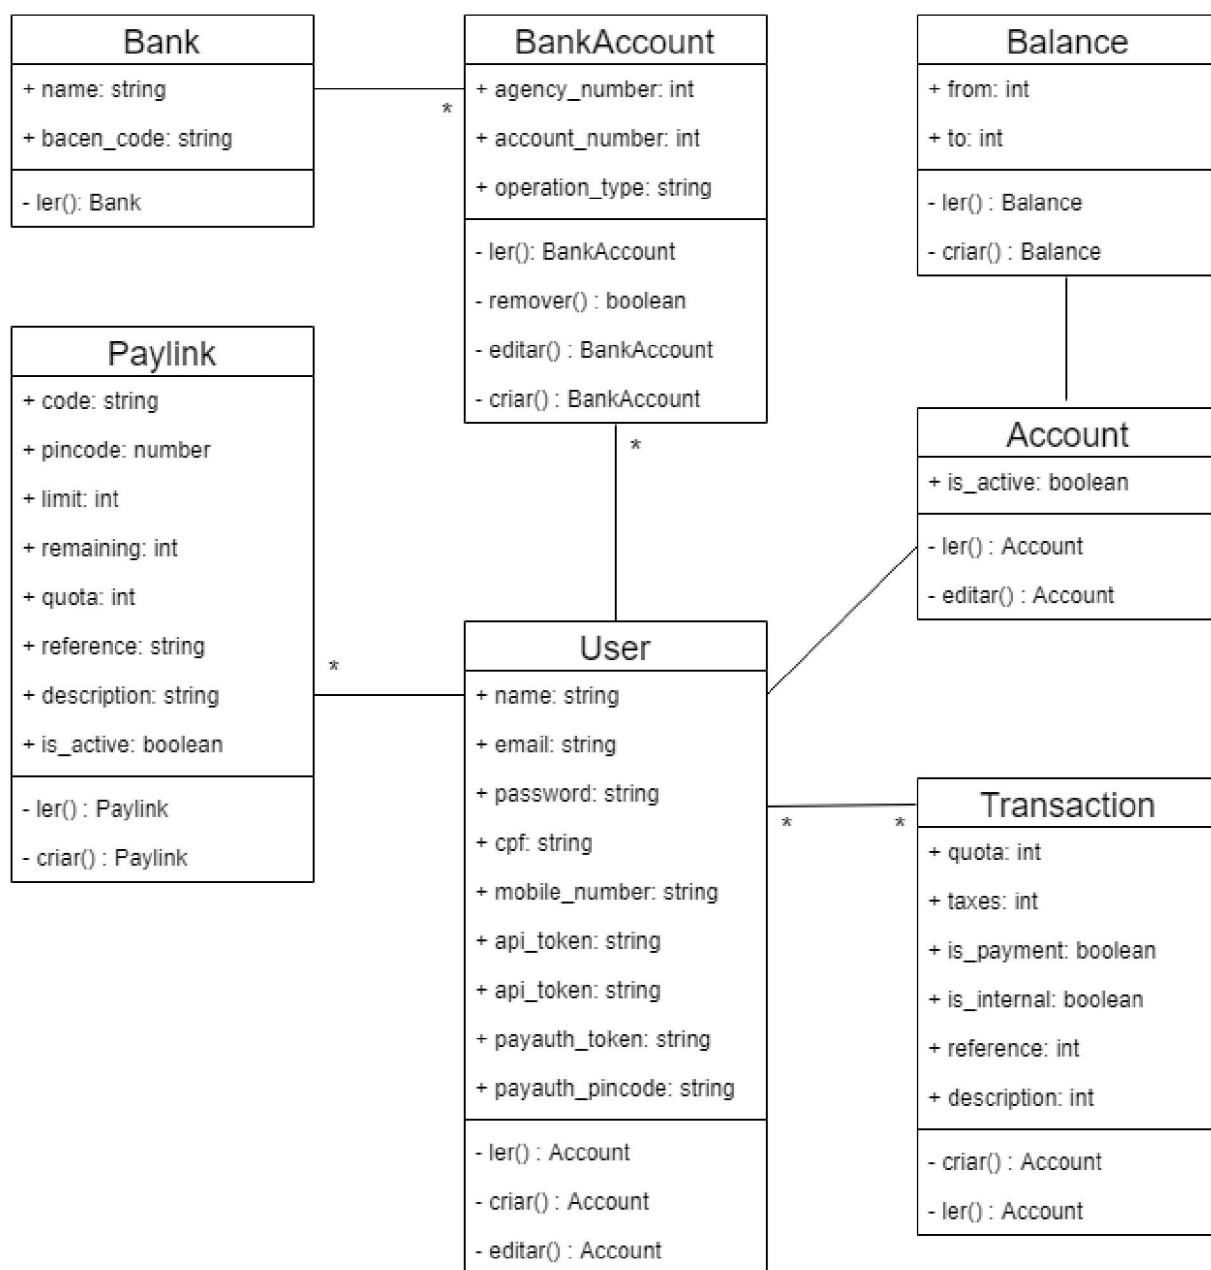 Bank
+ name: string
+ bacen_code: string
- ler(): Bank
*
BankAccount
+ agency_number: int
+ account_number: int
+ operation_type: string
- ler(): BankAccount
- remover() : boolean
- editar() : BankAccount
- criar() : BankAccount
*
Balance
+ from: int
+ to: int
- ler() : Balance
- criar() : Balance
Paylink
+ code: string
+ pincode: number
+ limit: int
+ remaining: int
+ quota: int
+ reference: string
+ description: string
+ is_active: boolean
- ler() : Paylink
- criar() : Paylink
*
Account
+ is_active: boolean
- ler() : Account
- editar() : Account
User
+ name: string
+ email: string
+ password: string
+ cpf: string
+ mobile_number: string
+ api_token: string
+ api_token: string
+ payauth_token: string
+ payauth_pincode: string
- ler() : Account
- criar() : Account
- editar() : Account
* *
Transaction
+ quota: int
+ taxes: int
+ is_payment: boolean
+ is_internal: boolean
+ reference: int
+ description: int
- criar() : Account
- ler() : Account